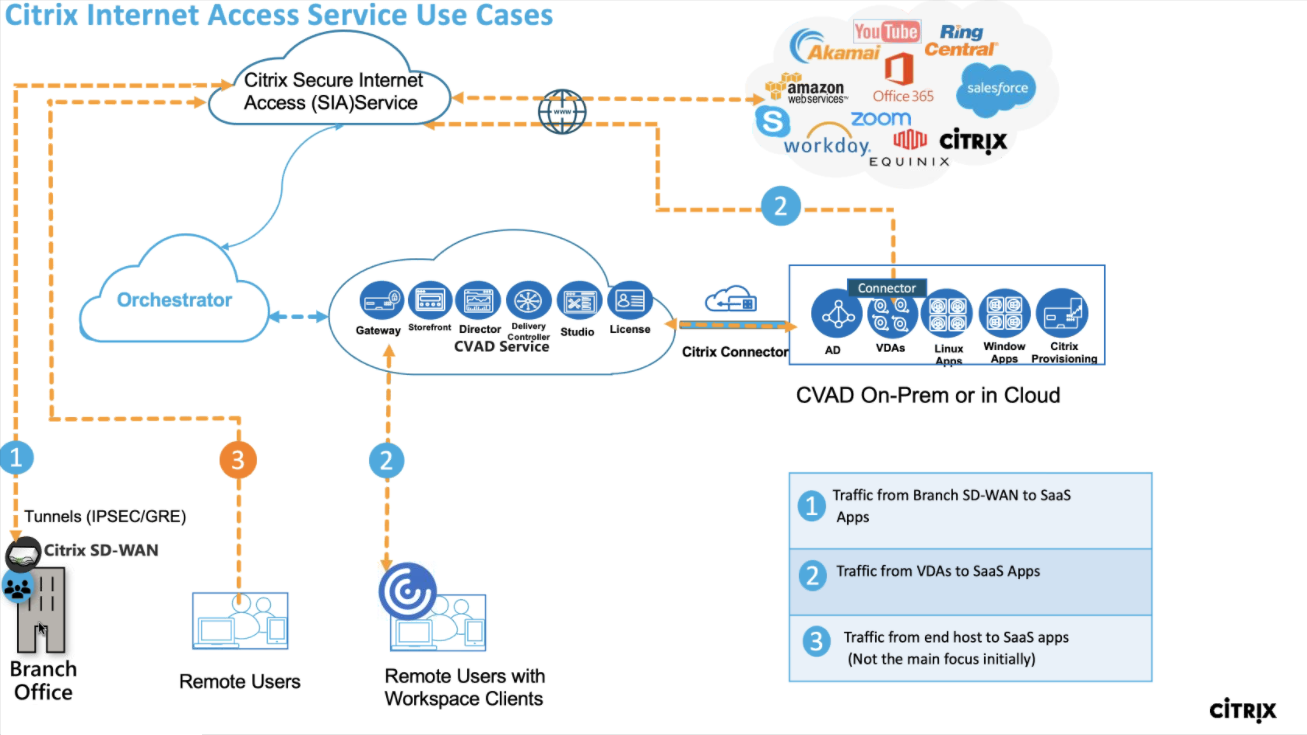 Citrix Internet Access Service Use Cases
Citrix Secure Internet
Access (SIA)Service
www
YouTube
Ring
Central
Akamai
Office 365
amazon
webservices™
salesforce
S
zoom
workday.
EQUINIX
CİTRIX
2
Orchestrator
Gateway
Storefront
Director
Delivery
Controller
Studio
License
CVAD Service
Citrix Connector
Connector
AD
VDAs
Linux
Apps
Window
Apps
Citrix
Provisioning
CVAD On-Prem or in Cloud
1
3
2
Tunnels (IPSEC/GRE)
Citrix SD-WAN
Branch
Office
Remote Users
Remote Users with
Workspace Clients
1
Traffic from Branch SD-WAN to SaaS
Apps
2
Traffic from VDAs to SaaS Apps
3
Traffic from end host to SaaS apps
(Not the main focus initially)
CİTRIX